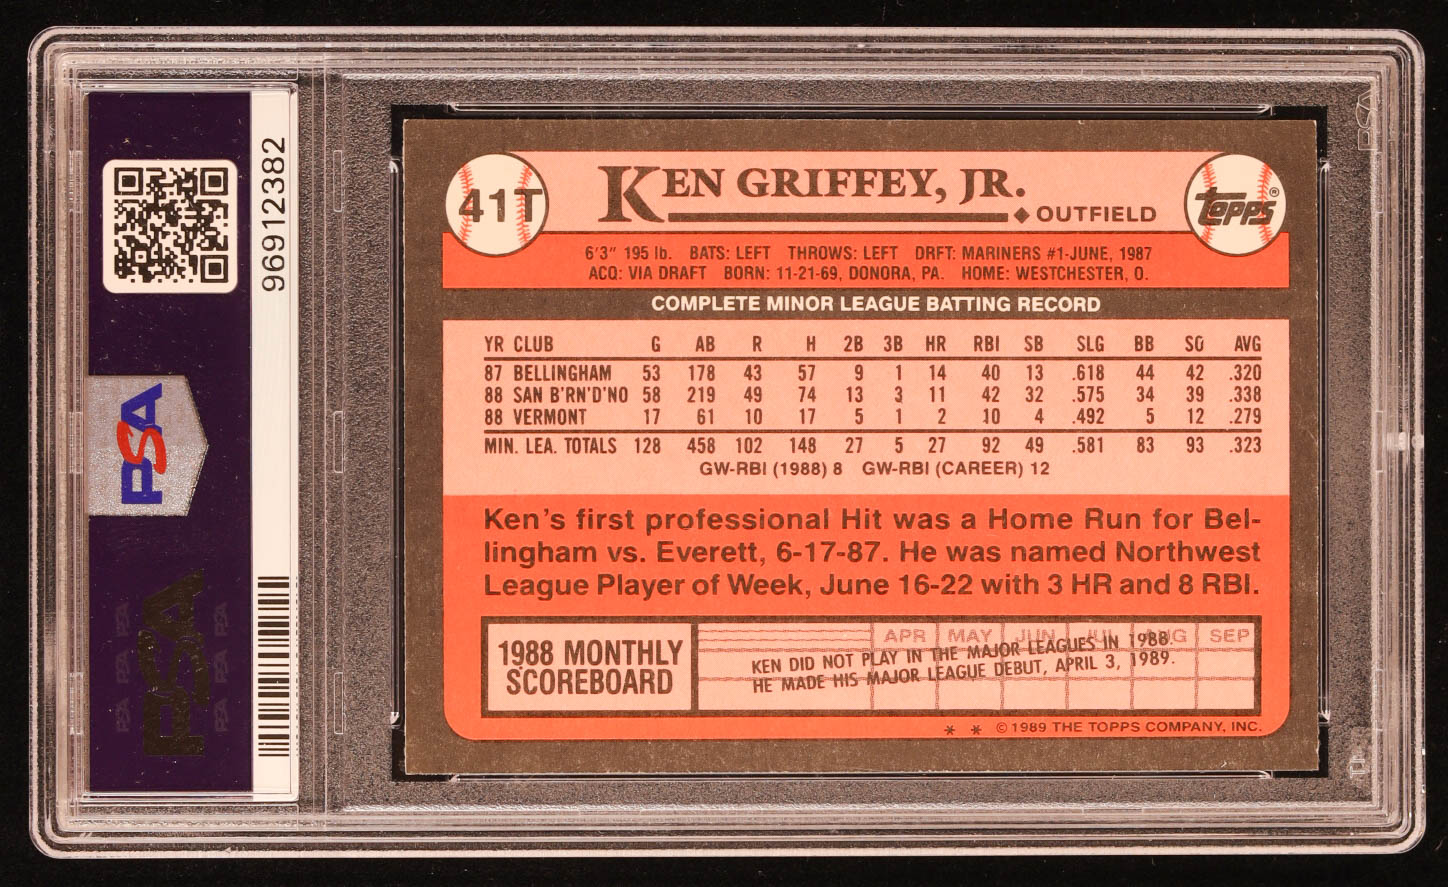 96912382
PSA
PSA
41T
KEN GRIFFEY, JR.
OUTFIELD
Topps®
6'3" 195 lb. BATS: LEFT THROWS: LEFT DRFT: MARINERS #1-JUNE, 1987
ACQ: VIA DRAFT BORN: 11-21-69, DONORA, PA. HOME: WESTCHESTER, O.
COMPLETE MINOR LEAGUE BATTING RECORD
YR CLUB G AB R H 2B 3B HR RBI SB SLG BB SO AVG
87 BELLINGHAM 53 178 43 57 9 1 14 40 13 .618 44 42 .320
88 SAN B'RN'D'NO 58 219 49 74 13 3 11 42 32 .575 34 39 .338
88 VERMONT 17 61 10 17 5 1 2 10 4 .492 5 12 .279
MIN. LEA. TOTALS 128 458 102 148 27 5 27 92 49 .581 83 93 .323
GW-RBI (1988) 8 GW-RBI (CAREER) 12
Ken's first professional Hit was a Home Run for Bel-
lingham vs. Everett, 6-17-87. He was named Northwest
League Player of Week, June 16-22 with 3 HR and 8 RBI.
1988 MONTHLY
SCOREBOARD
APR MAY JUN JUL AUG SEP
KEN DID NOT PLAY IN THE MAJOR LEAGUES IN 1988.
HE MADE HIS MAJOR LEAGUE DEBUT, APRIL 3, 1989.
* * © 1989 THE TOPPS COMPANY, INC.